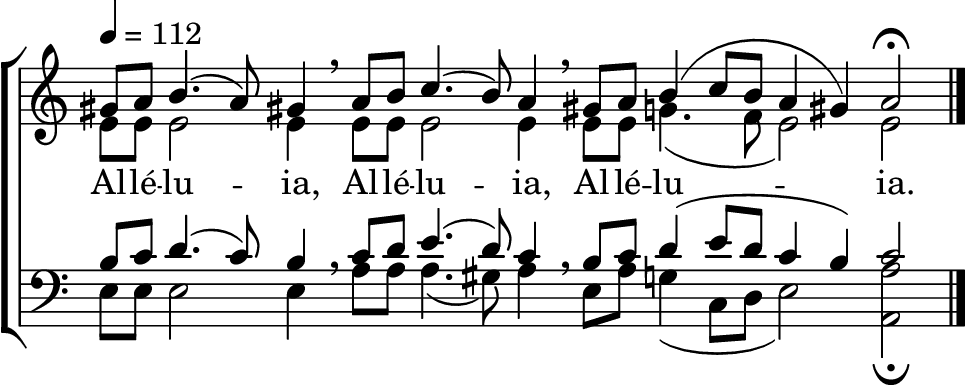 ♩ = 112
Al lé – lu – ia, Al lé – lu – ia, Al lé – lu – ia.